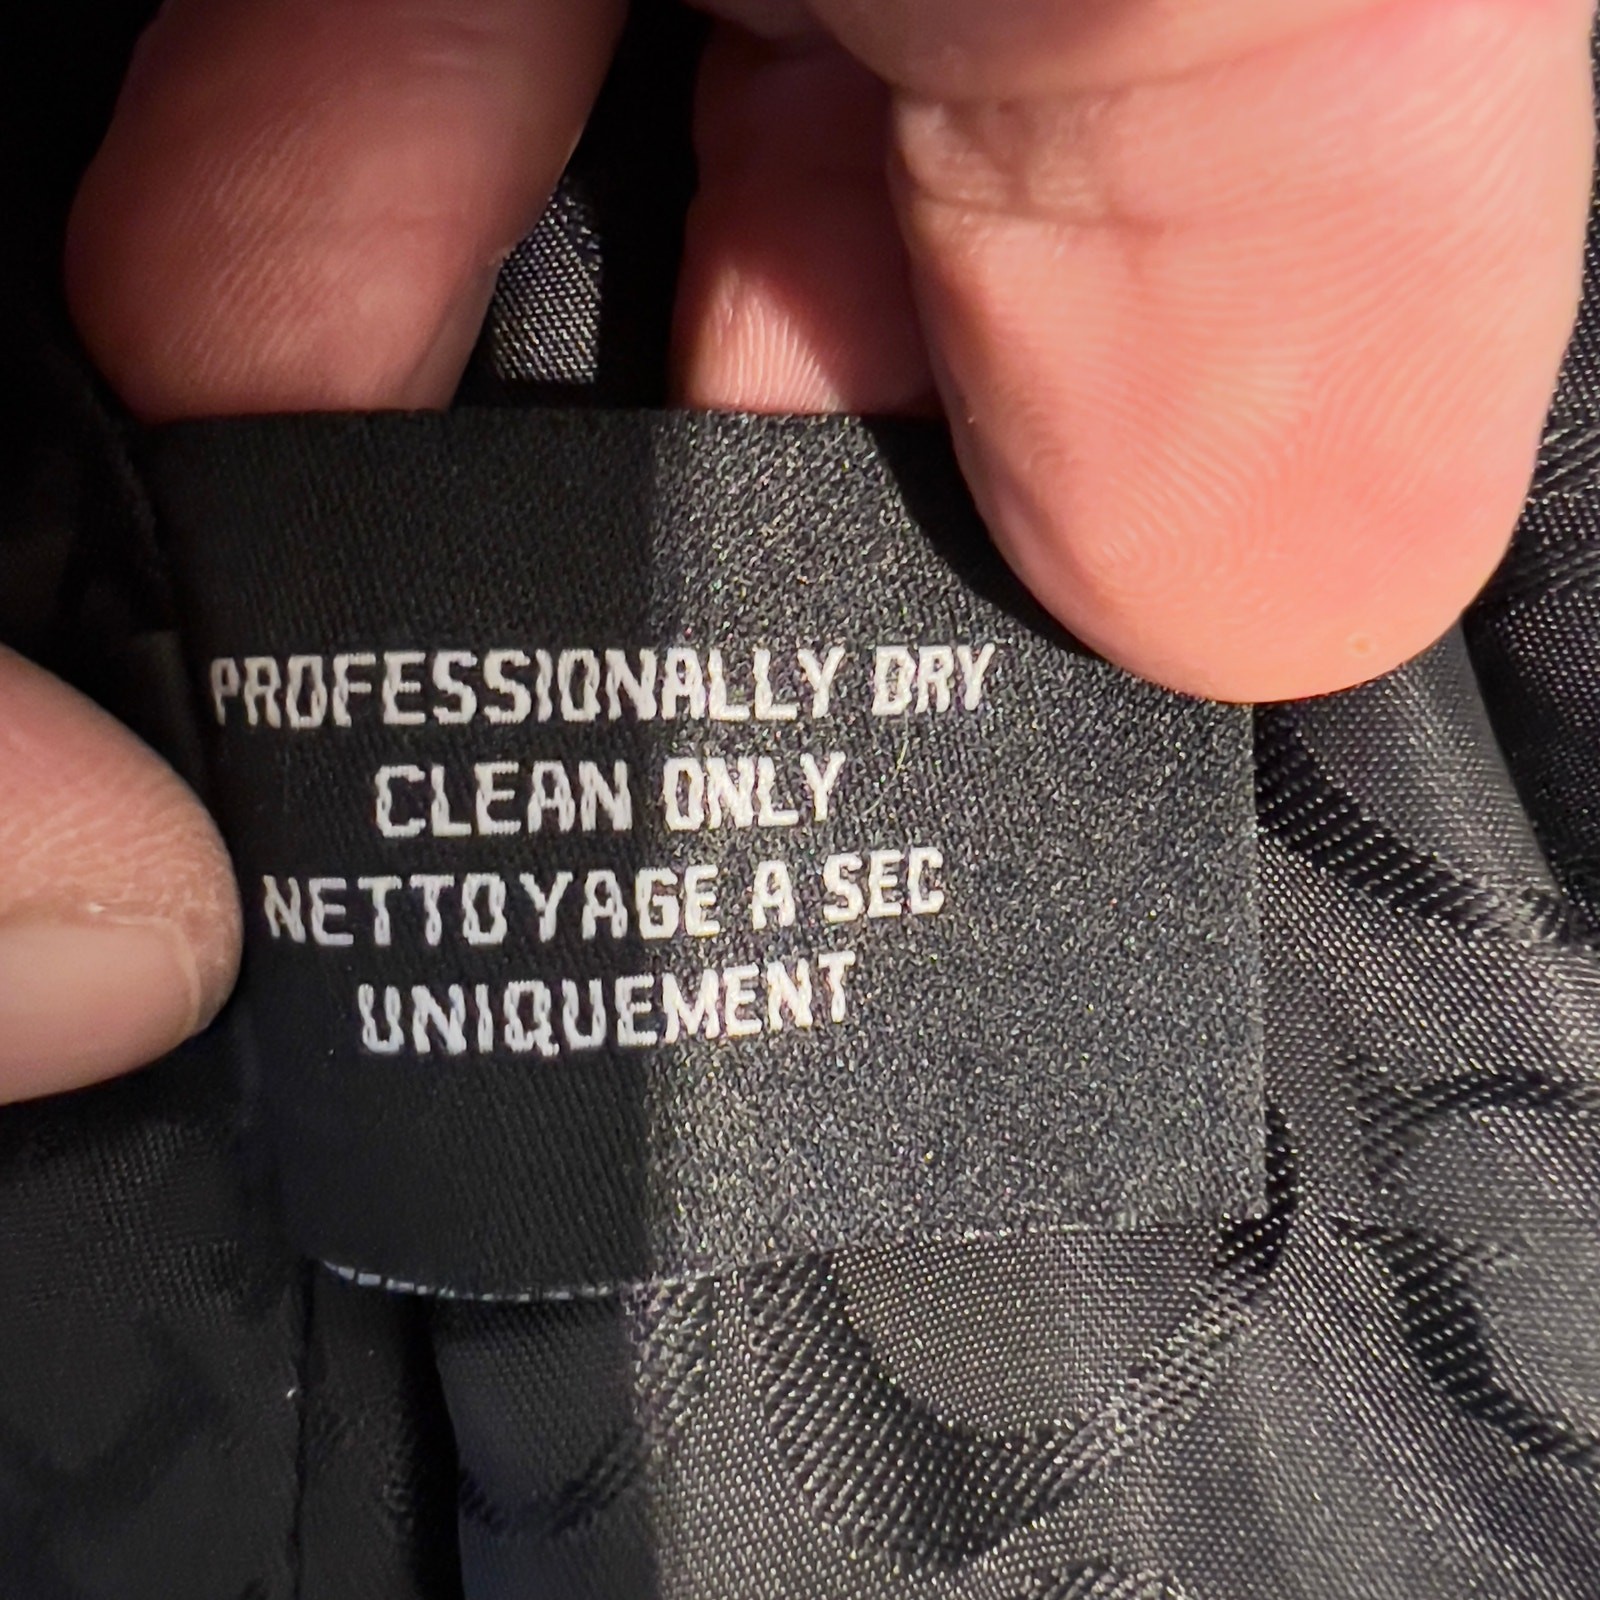 PROFESSIONALLY DRY
CLEAN ONLY
NETTOYAGE A SEC
UNIQUEMENT